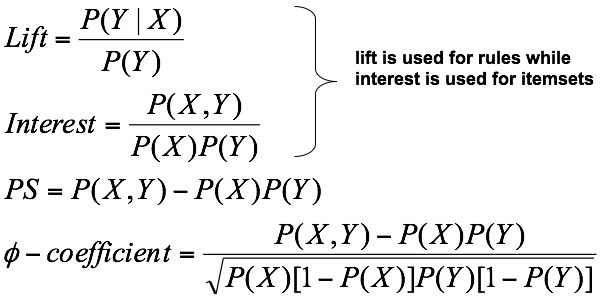 Lift = P(Y | X) / P(Y)
lift is used for rules while
interest is used for itemsets
Interest = P(X,Y) / P(X)P(Y)
PS = P(X,Y) − P(X)P(Y)
ϕ − coefficient = P(X,Y) − P(X)P(Y) / √P(X)[1 − P(X)]P(Y)[1 − P(Y)]